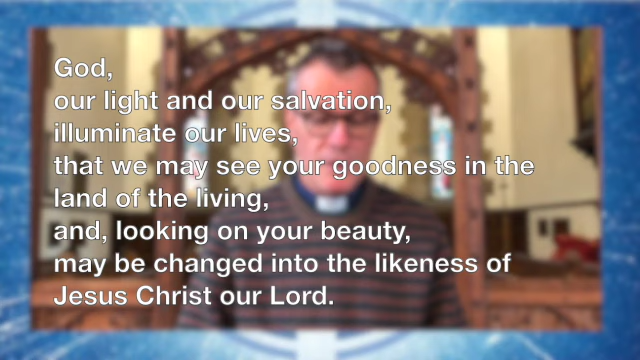 God,
our light and our salvation,
illuminate our lives,
that we may see your goodness in the
land of the living,
and, looking on your beauty,
may be changed into the likeness of
Jesus Christ our Lord.